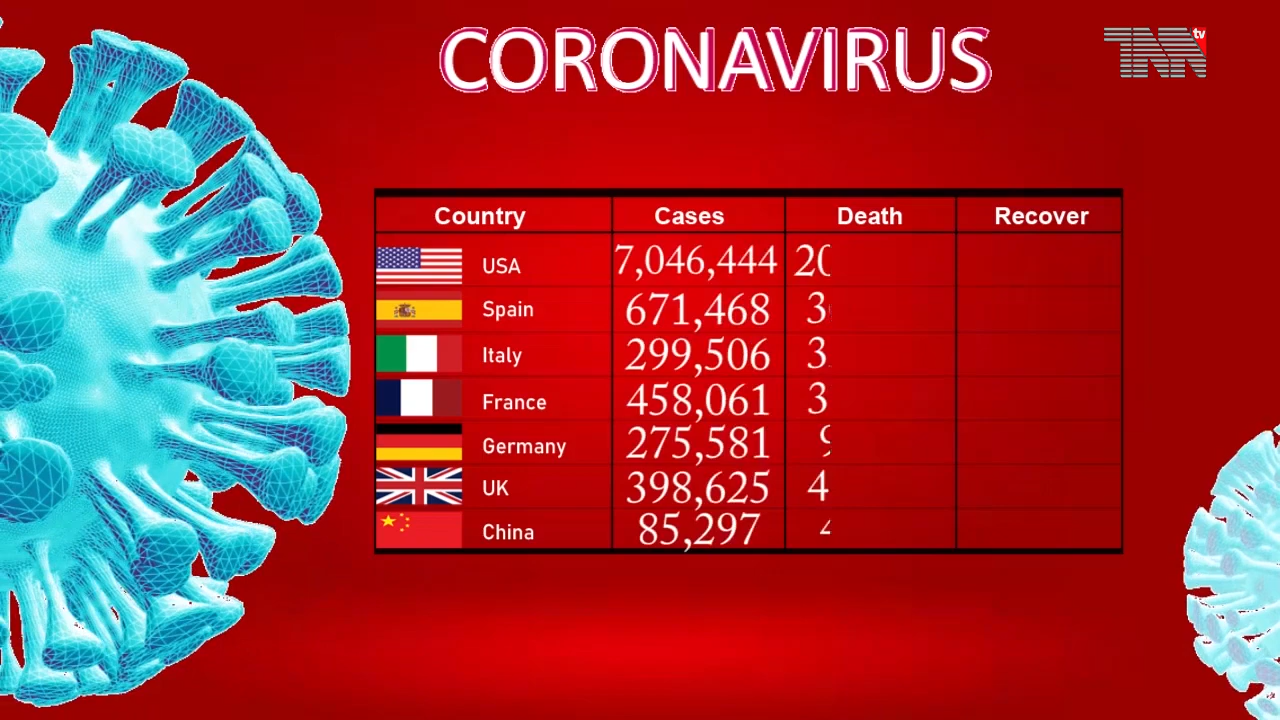 CORONAVIRUS
TNN tv
Country Cases Death Recover
USA 7,046,444
Spain 671,468
Italy 299,506
France 458,061
Germany 275,581
UK 398,625
China 85,297